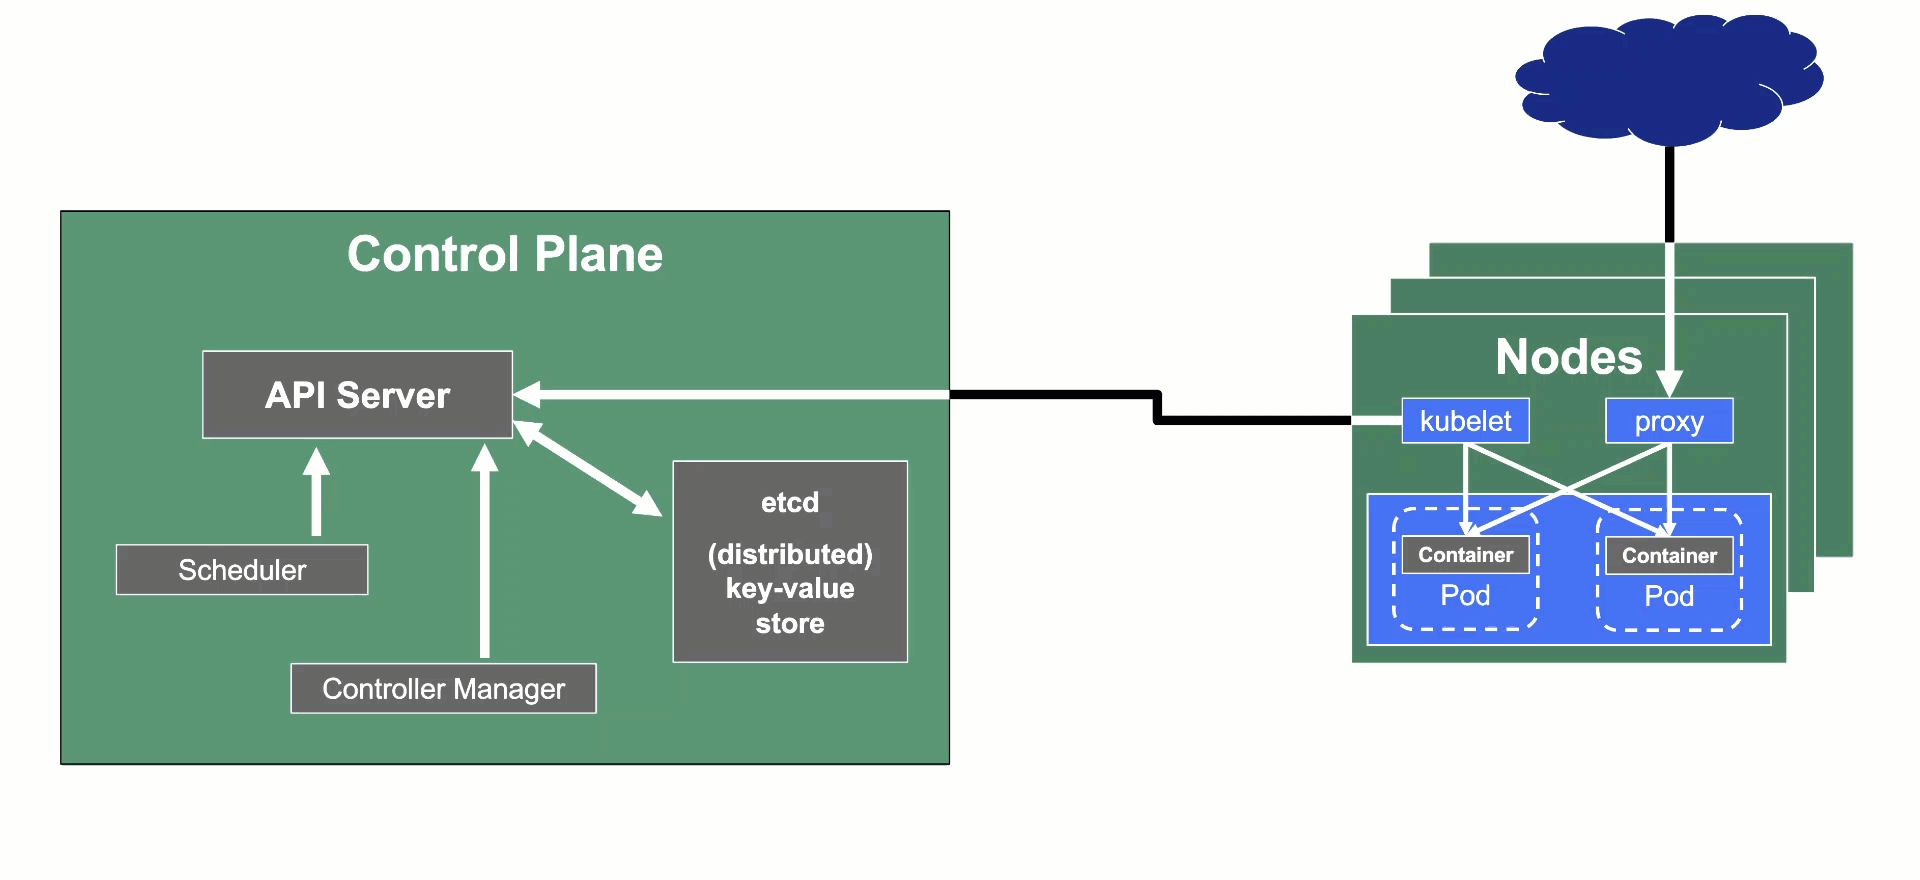 Control Plane
API Server
Scheduler
Controller Manager
etcd
(distributed)
key-value
store
Nodes
kubelet
proxy
Container
Pod
Container
Pod